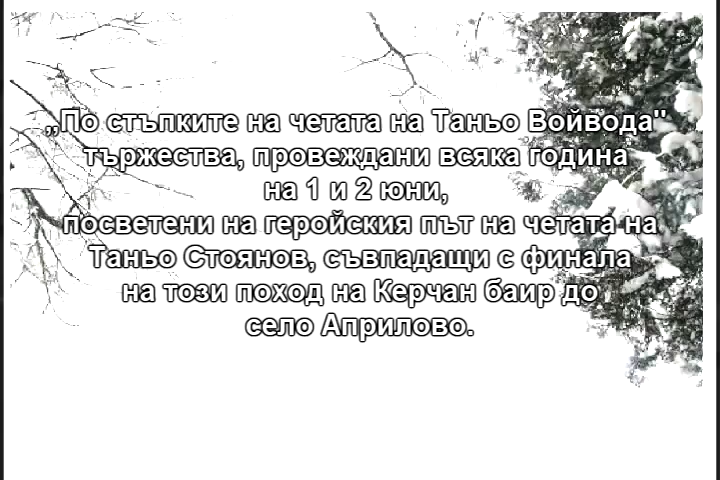 „По стъпките на четата на Таньо Войвода"
тържества, провеждани всяка година
на 1 и 2 юни,
посветени на геройския път на четата на
Таньо Стоянов, съвпадащи с финала
на този поход на Керчан баир до
село Априлово.